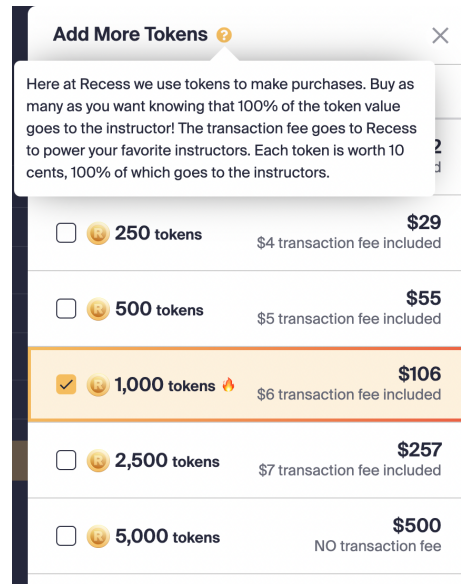 Add More Tokens ?
Here at Recess we use tokens to make purchases. Buy as
many as you want knowing that 100% of the token value
goes to the instructor! The transaction fee goes to Recess
to power your favorite instructors. Each token is worth 10
cents, 100% of which goes to the instructors.
2
d
R 250 tokens $29
$4 transaction fee included
R 500 tokens $55
$5 transaction fee included
R 1,000 tokens 🔥 $106
$6 transaction fee included
R 2,500 tokens $257
$7 transaction fee included
R 5,000 tokens $500
NO transaction fee